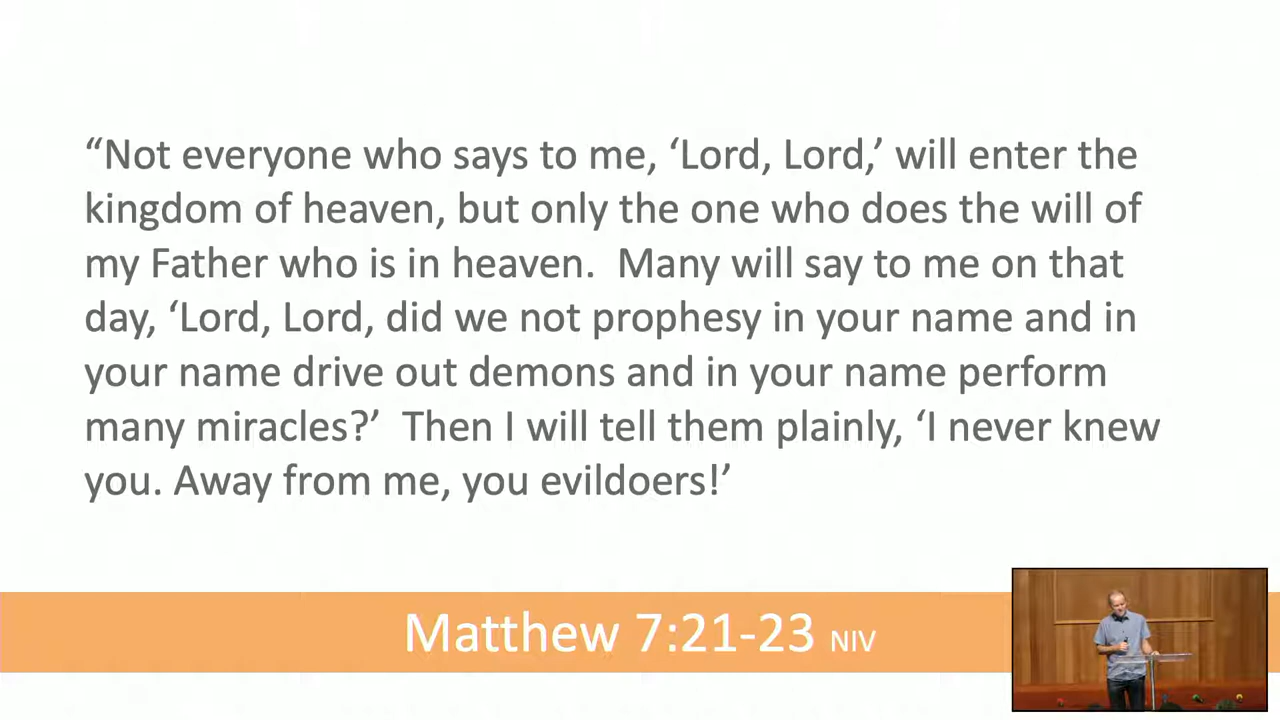 “Not everyone who says to me, ‘Lord, Lord,’ will enter the
kingdom of heaven, but only the one who does the will of
my Father who is in heaven.  Many will say to me on that
day, ‘Lord, Lord, did we not prophesy in your name and in
your name drive out demons and in your name perform
many miracles?’  Then I will tell them plainly, ‘I never knew
you. Away from me, you evildoers!’
Matthew 7:21-23 NIV